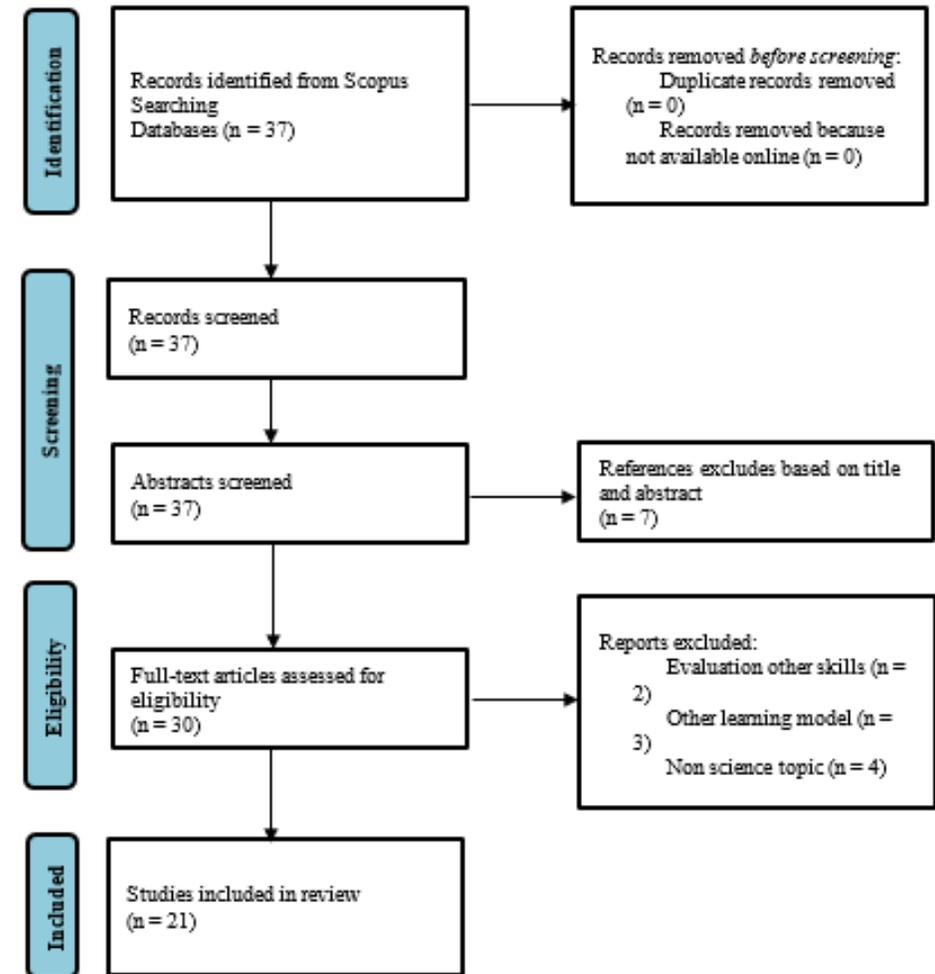 Identification
Records identified from Scopus
Searching
Databases (n = 37)
Records removed before screening:
Duplicate records removed
(n = 0)
Records removed because
not available online (n = 0)
Screening
Records screened
(n = 37)
Abstracts screened
(n = 37)
References excludes based on title
and abstract
(n = 7)
Eligibility
Full-text articles assessed for
eligibility
(n = 30)
Reports excluded:
Evaluation other skills (n =
2)
Other learning model (n =
3)
Non science topic (n = 4)
Included
Studies included in review
(n = 21)